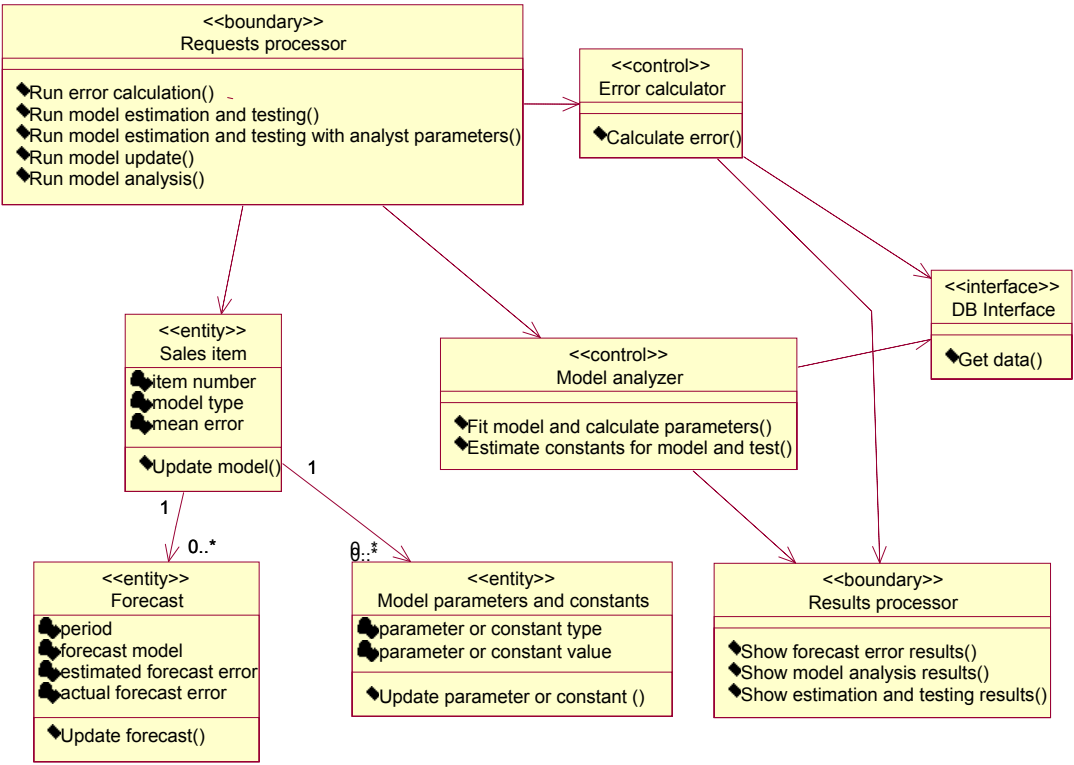 <<boundary>>
Requests processor
Run error calculation()
Run model estimation and testing()
Run model estimation and testing with analyst parameters()
Run model update()
Run model analysis()
<<control>>
Error calculator
Calculate error()
<<interface>>
DB Interface
Get data()
<<entity>>
Sales item
item number
model type
mean error
Update model()
<<control>>
Model analyzer
Fit model and calculate parameters()
Estimate constants for model and test()
1
1
0..*
0..*
<<entity>>
Forecast
period
forecast model
estimated forecast error
actual forecast error
Update forecast()
<<entity>>
Model parameters and constants
parameter or constant type
parameter or constant value
Update parameter or constant ()
<<boundary>>
Results processor
Show forecast error results()
Show model analysis results()
Show estimation and testing results()